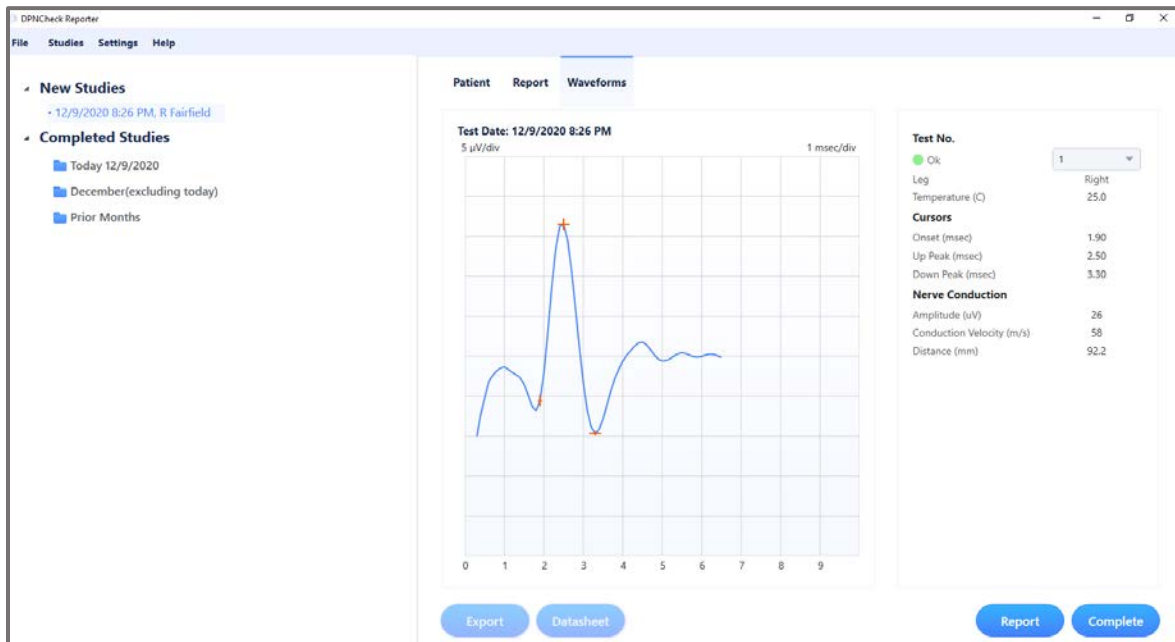 DPNCheck Reporter
File Studies Settings Help
New Studies
• 12/9/2020 8:26 PM, R Fairfield
Completed Studies
Today 12/9/2020
December(excluding today)
Prior Months
Patient Report Waveforms
Test Date: 12/9/2020 8:26 PM
5 µV/div 1 msec/div
0 1 2 3 4 5 6 7 8 9
Test No.
Ok 1
Leg Right
Temperature (C) 25.0
Cursors
Onset (msec) 1.90
Up Peak (msec) 2.50
Down Peak (msec) 3.30
Nerve Conduction
Amplitude (uV) 26
Conduction Velocity (m/s) 58
Distance (mm) 92.2
Export Datasheet Report Complete